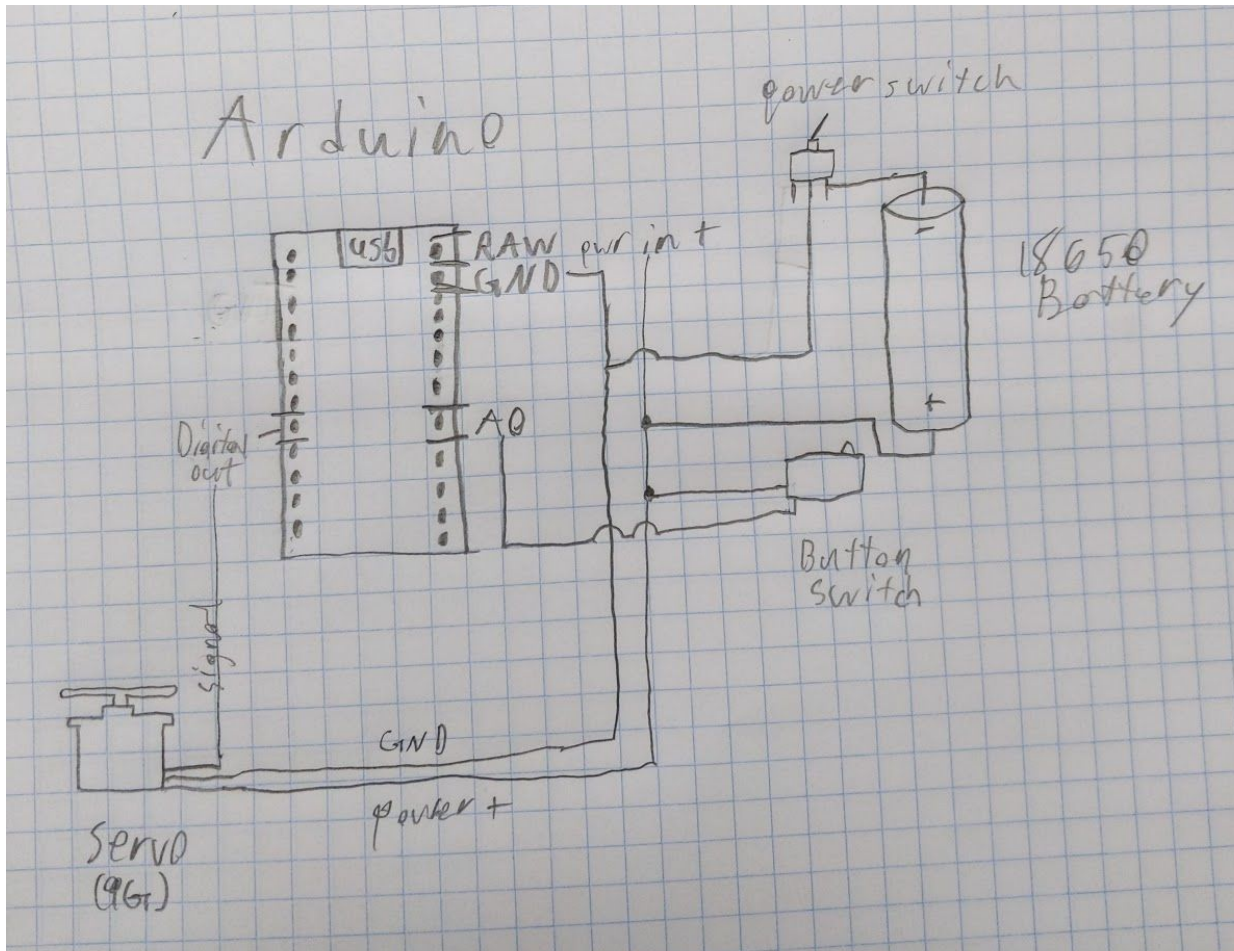 power switch
Arduino
usb
RAW pwr in +
GND
-
18650
Battery
+
A0
Digital
out
Button
switch
signal
GND
power +
Servo
(9G)